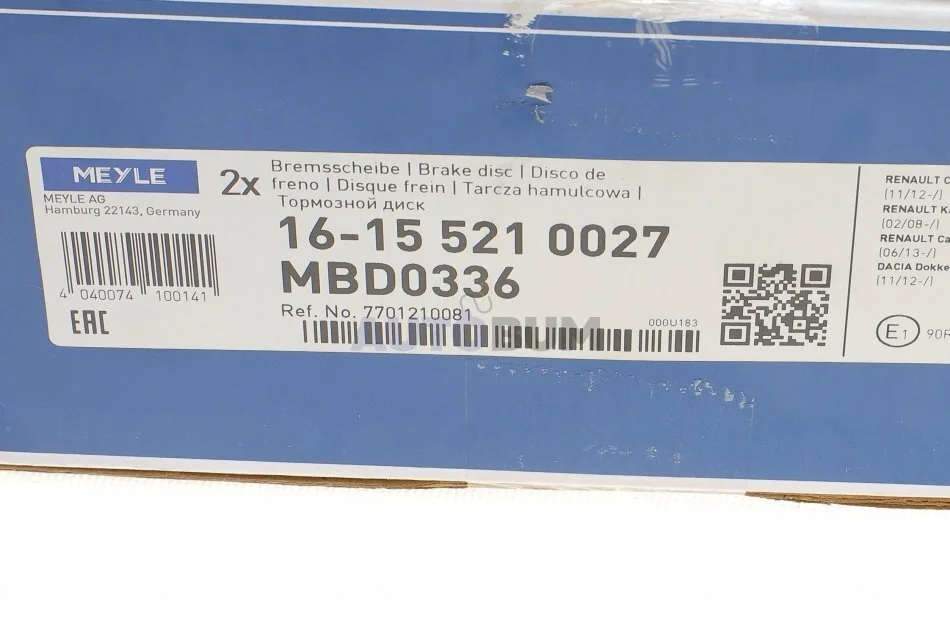 MEYLE
MEYLE AG
Hamburg 22143, Germany
2x
Bremsscheibe | Brake disc | Disco de
freno | Disque frein | Tarcza hamulcowa |
Тормозной диск
16-15 521 0027
MBD0336
Ref. No. 7701210081
4 040074 100141
EAC
AUTOBUM
000U183
RENAULT
(11/12-/)
RENAULT
(02/08-/)
RENAULT
(06/13-/)
DACIA Dokke
(11/12-/)
E1
90R